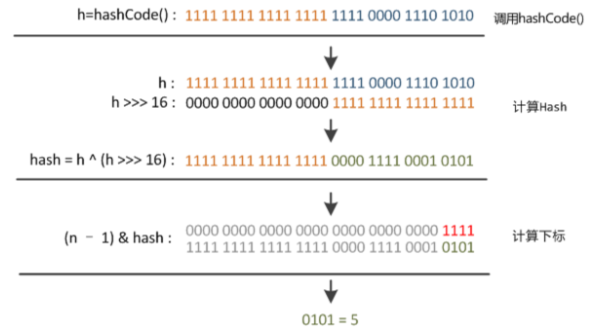 h=hashCode() : 1111 1111 1111 1111 1111 0000 1110 1010 调用hashCode()
h : 1111 1111 1111 1111 1111 0000 1110 1010
h >>> 16 : 0000 0000 0000 0000 1111 1111 1111 1111 计算Hash
hash = h ^ (h >>> 16) : 1111 1111 1111 1111 0000 1111 0001 0101
0000 0000 0000 0000 0000 0000 0000 1111
(n － 1) & hash : 计算下标
1111 1111 1111 1111 0000 1111 0001 0101
0101 = 5